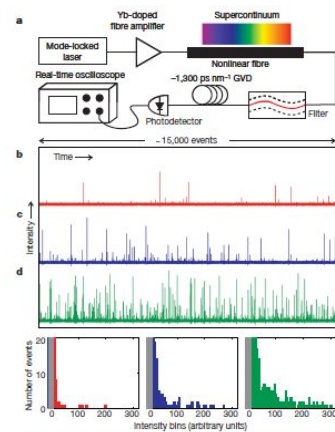 a
Yb-doped
fibre amplifier
Supercontinuum
Mode-locked
laser
Nonlinear fibre
Real-time oscilloscope
~1,300 ps nm⁻¹ GVD
Photodetector
Filter
~15,000 events
b
Time
c
Intensity
d
Number of events
20
10
0
0 100 200 300
0 100 200 300
0 100 200 300
Intensity bins (arbitrary units)